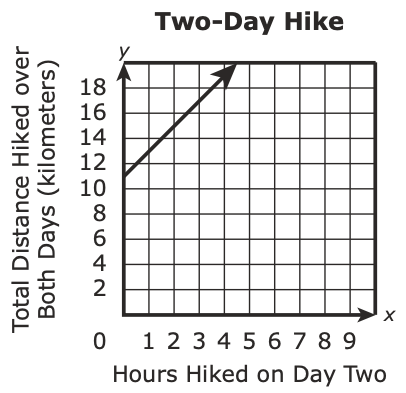 Two-Day Hike
Total Distance Hiked over
Both Days (kilometers)
y
18
16
14
12
10
8
6
4
2
x
0 1 2 3 4 5 6 7 8 9
Hours Hiked on Day Two